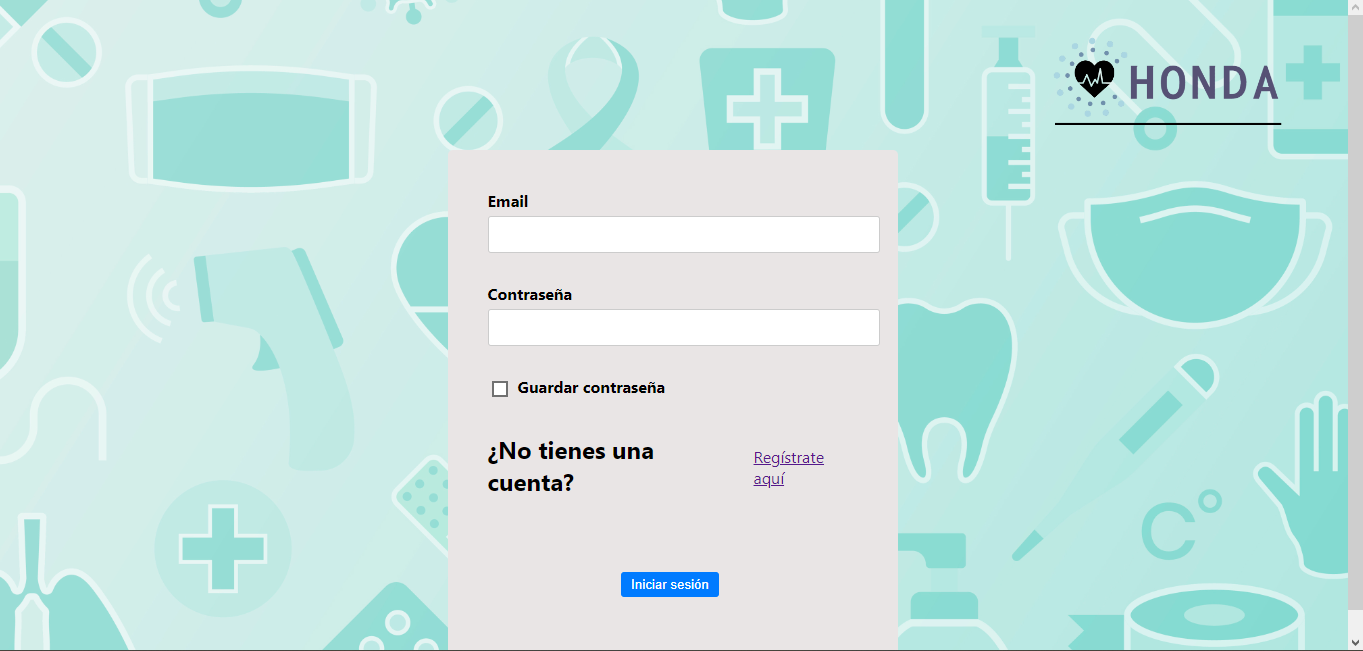 HONDA
Email
Contraseña
Guardar contraseña
¿No tienes una
cuenta?
Regístrate
aquí
C°
Iniciar sesión